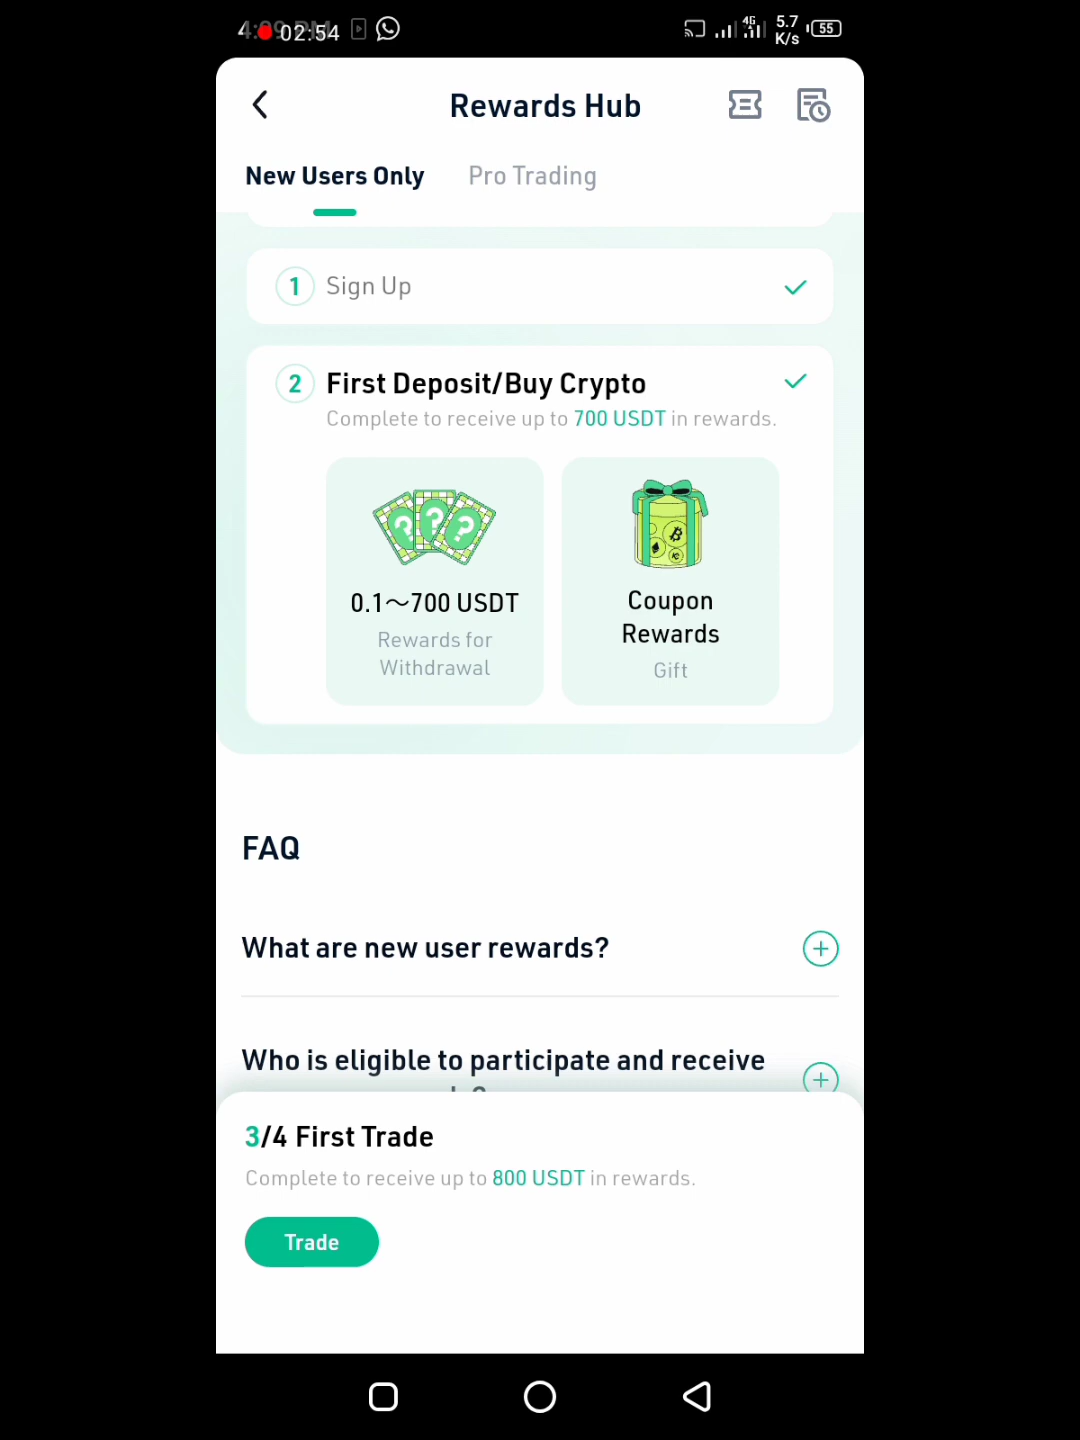 02:54
4G
5.7
K/s
55
Rewards Hub
New Users Only
Pro Trading
1 Sign Up
2 First Deposit/Buy Crypto
Complete to receive up to 700 USDT in rewards.
? ? ?
0.1~700 USDT
Rewards for
Withdrawal
Coupon
Rewards
Gift
FAQ
What are new user rewards?
Who is eligible to participate and receive
3/4 First Trade
Complete to receive up to 800 USDT in rewards.
Trade